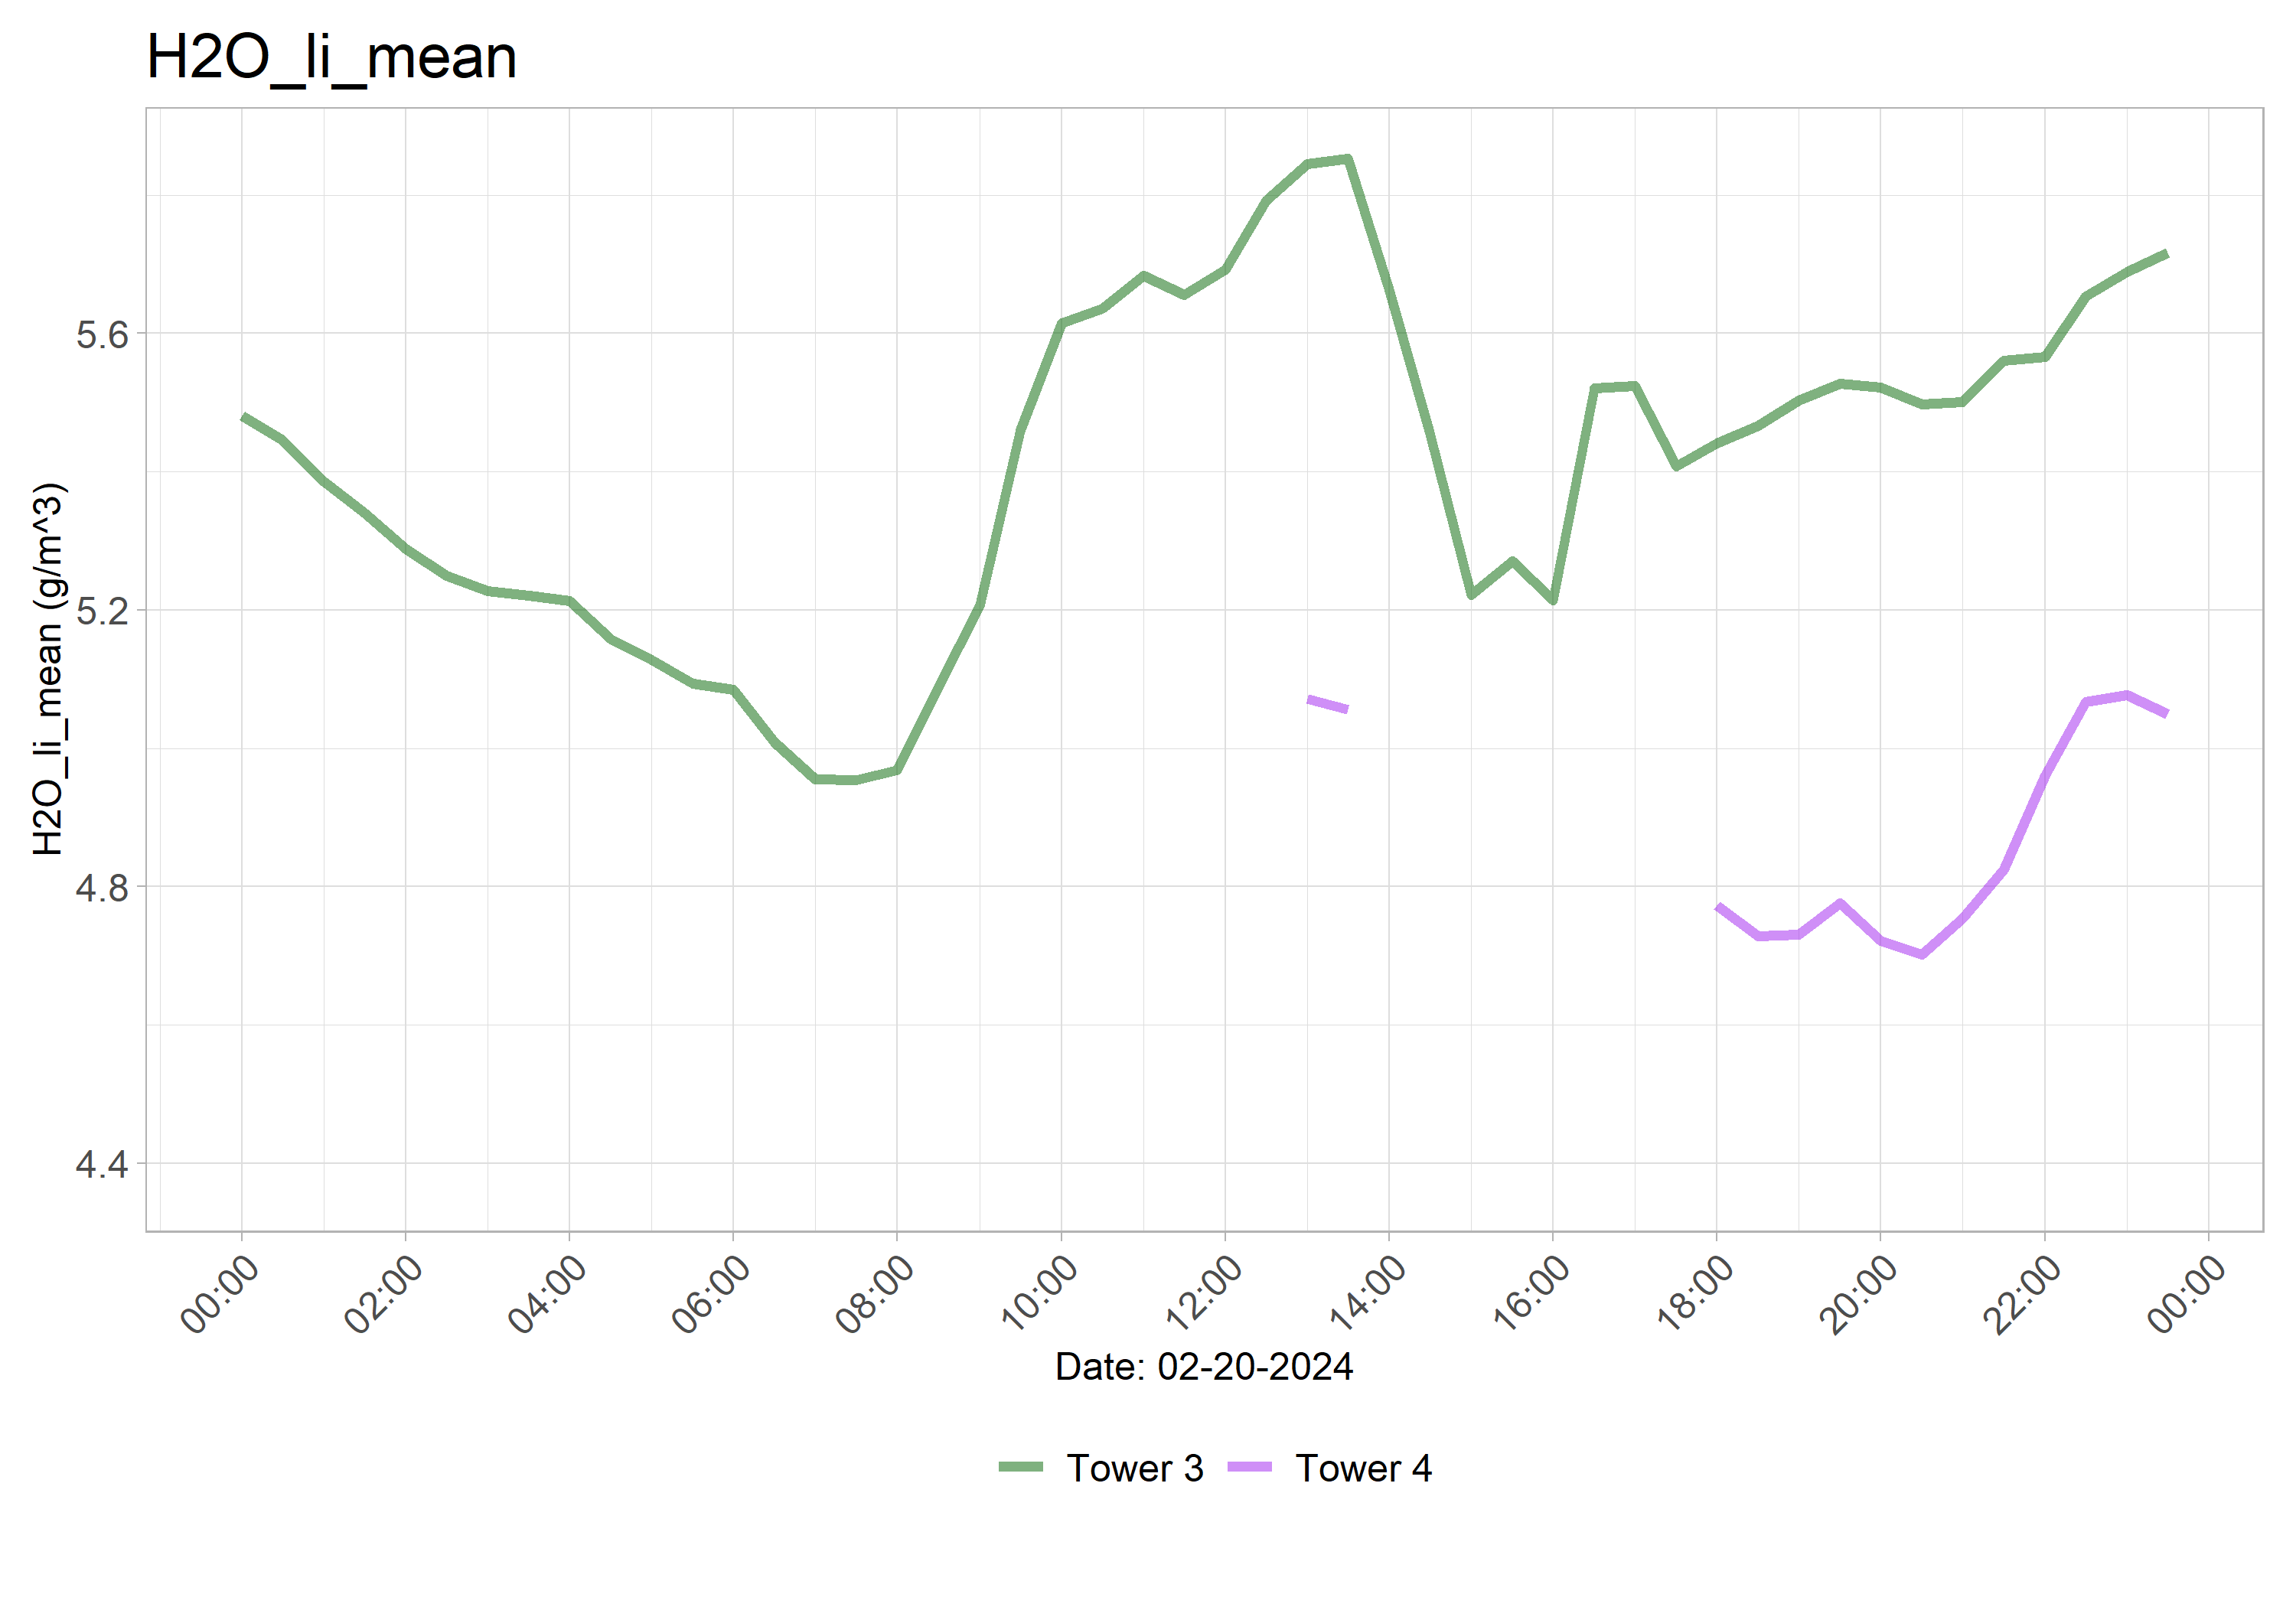 H2O_li_mean
H2O_li_mean (g/m^3)
5.6
5.2
4.8
4.4
00:00 02:00 04:00 06:00 08:00 10:00 12:00 14:00 16:00 18:00 20:00 22:00 00:00
Date: 02-20-2024
Tower 3 Tower 4